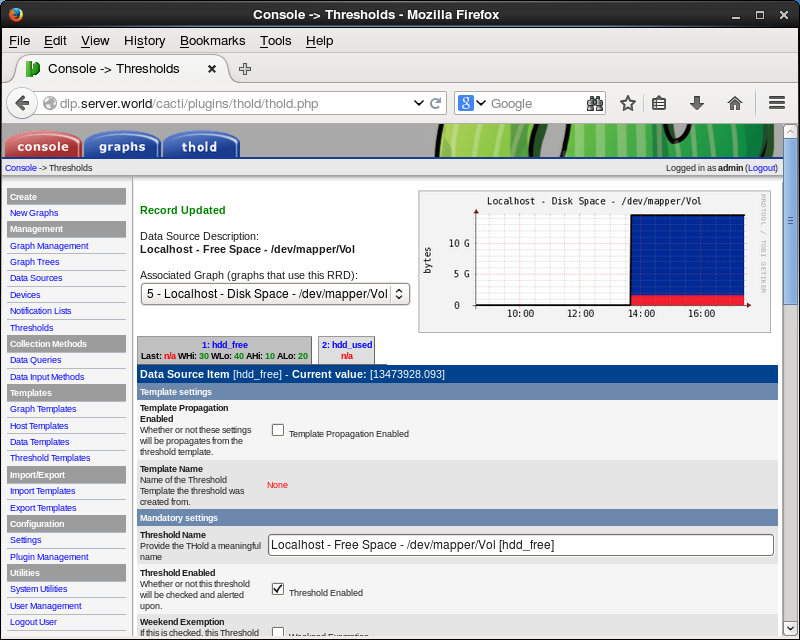 Console -> Thresholds - Mozilla Firefox
File Edit View History Bookmarks Tools Help
Console -> Thresholds
dlp.server.world/cacti/plugins/thold/thold.php
Google
console graphs thold
Console -> Thresholds
Logged in as admin (Logout)
Create
New Graphs
Management
Graph Management
Graph Trees
Data Sources
Devices
Notification Lists
Thresholds
Collection Methods
Data Queries
Data Input Methods
Templates
Graph Templates
Host Templates
Data Templates
Threshold Templates
Import/Export
Import Templates
Export Templates
Configuration
Settings
Plugin Management
Utilities
System Utilities
User Management
Logout User
Record Updated
Data Source Description:
Localhost - Free Space - /dev/mapper/Vol
Associated Graph (graphs that use this RRD):
5 - Localhost - Disk Space - /dev/mapper/Vol
Localhost - Disk Space - /dev/mapper/Vol
bytes
10 G
5 G
0
10:00 12:00 14:00 16:00
RRDTOOL / TOBI OETIKER
1: hdd_free
Last: n/a WHi: 30 WLo: 40 AHi: 10 ALo: 20
2: hdd_used
n/a
Data Source Item [hdd_free] - Current value: [13473928.093]
Template settings
Template Propagation
Enabled
Whether or not these settings
will be propagates from the
threshold template.
Template Propagation Enabled
Template Name
Name of the Threshold
Template the threshold was
created from.
None
Mandatory settings
Threshold Name
Provide the THold a meaningful
name
Localhost - Free Space - /dev/mapper/Vol [hdd_free]
Threshold Enabled
Whether or not this threshold
will be checked and alerted
upon.
Threshold Enabled
Weekend Exemption
If this is checked, this Threshold
Weekend Exemption